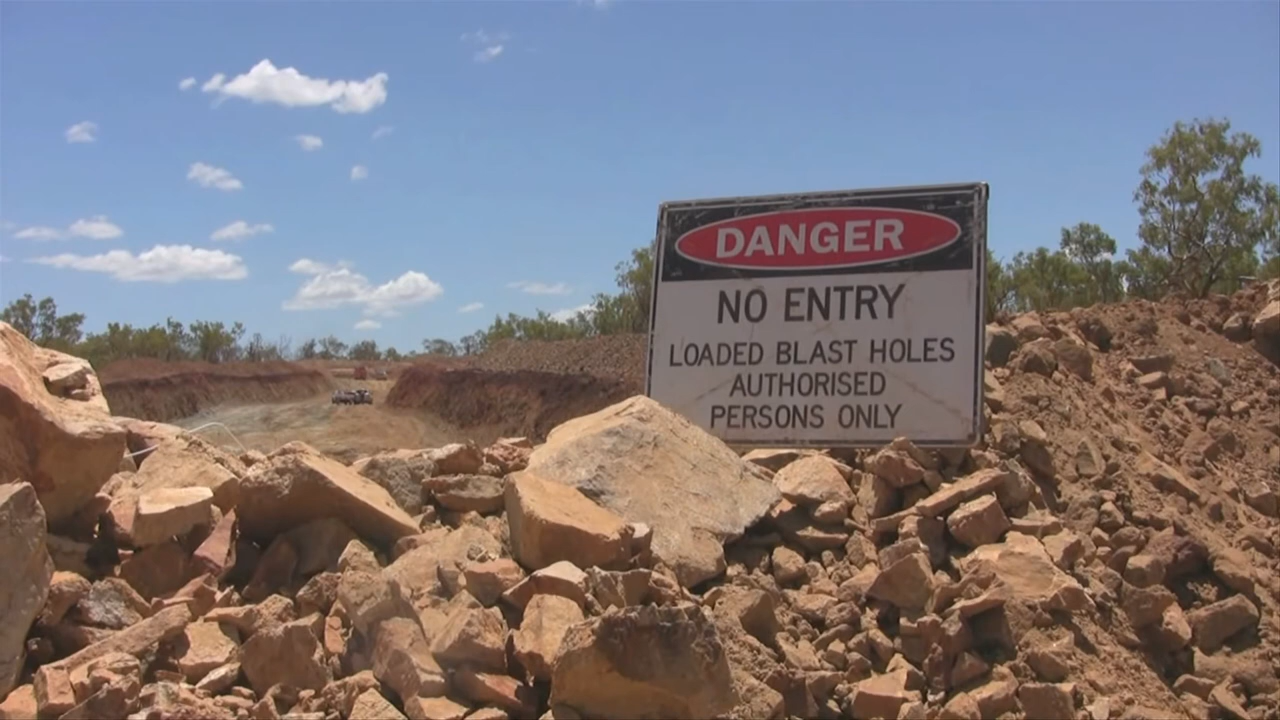 DANGER
NO ENTRY
LOADED BLAST HOLES
AUTHORISED
PERSONS ONLY